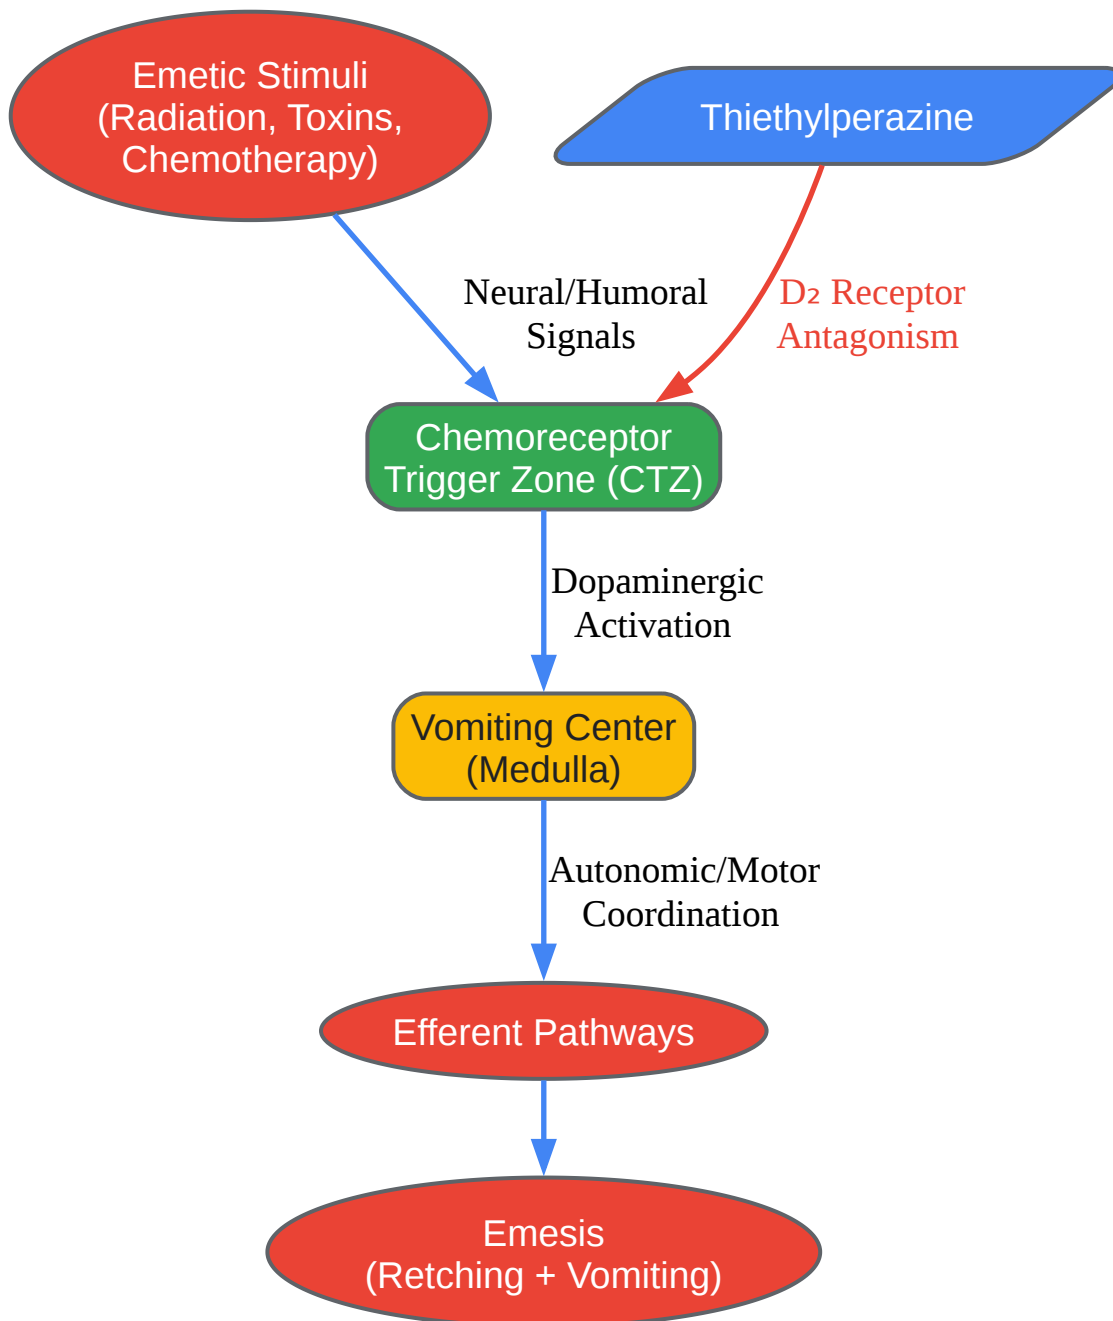 Emetic Stimuli
(Radiation, Toxins,
Chemotherapy)
Thiethylperazine
Neural/Humoral
Signals
D₂ Receptor
Antagonism
Chemoreceptor
Trigger Zone (CTZ)
Dopaminergic
Activation
Vomiting Center
(Medulla)
Autonomic/Motor
Coordination
Efferent Pathways
Emesis
(Retching + Vomiting)